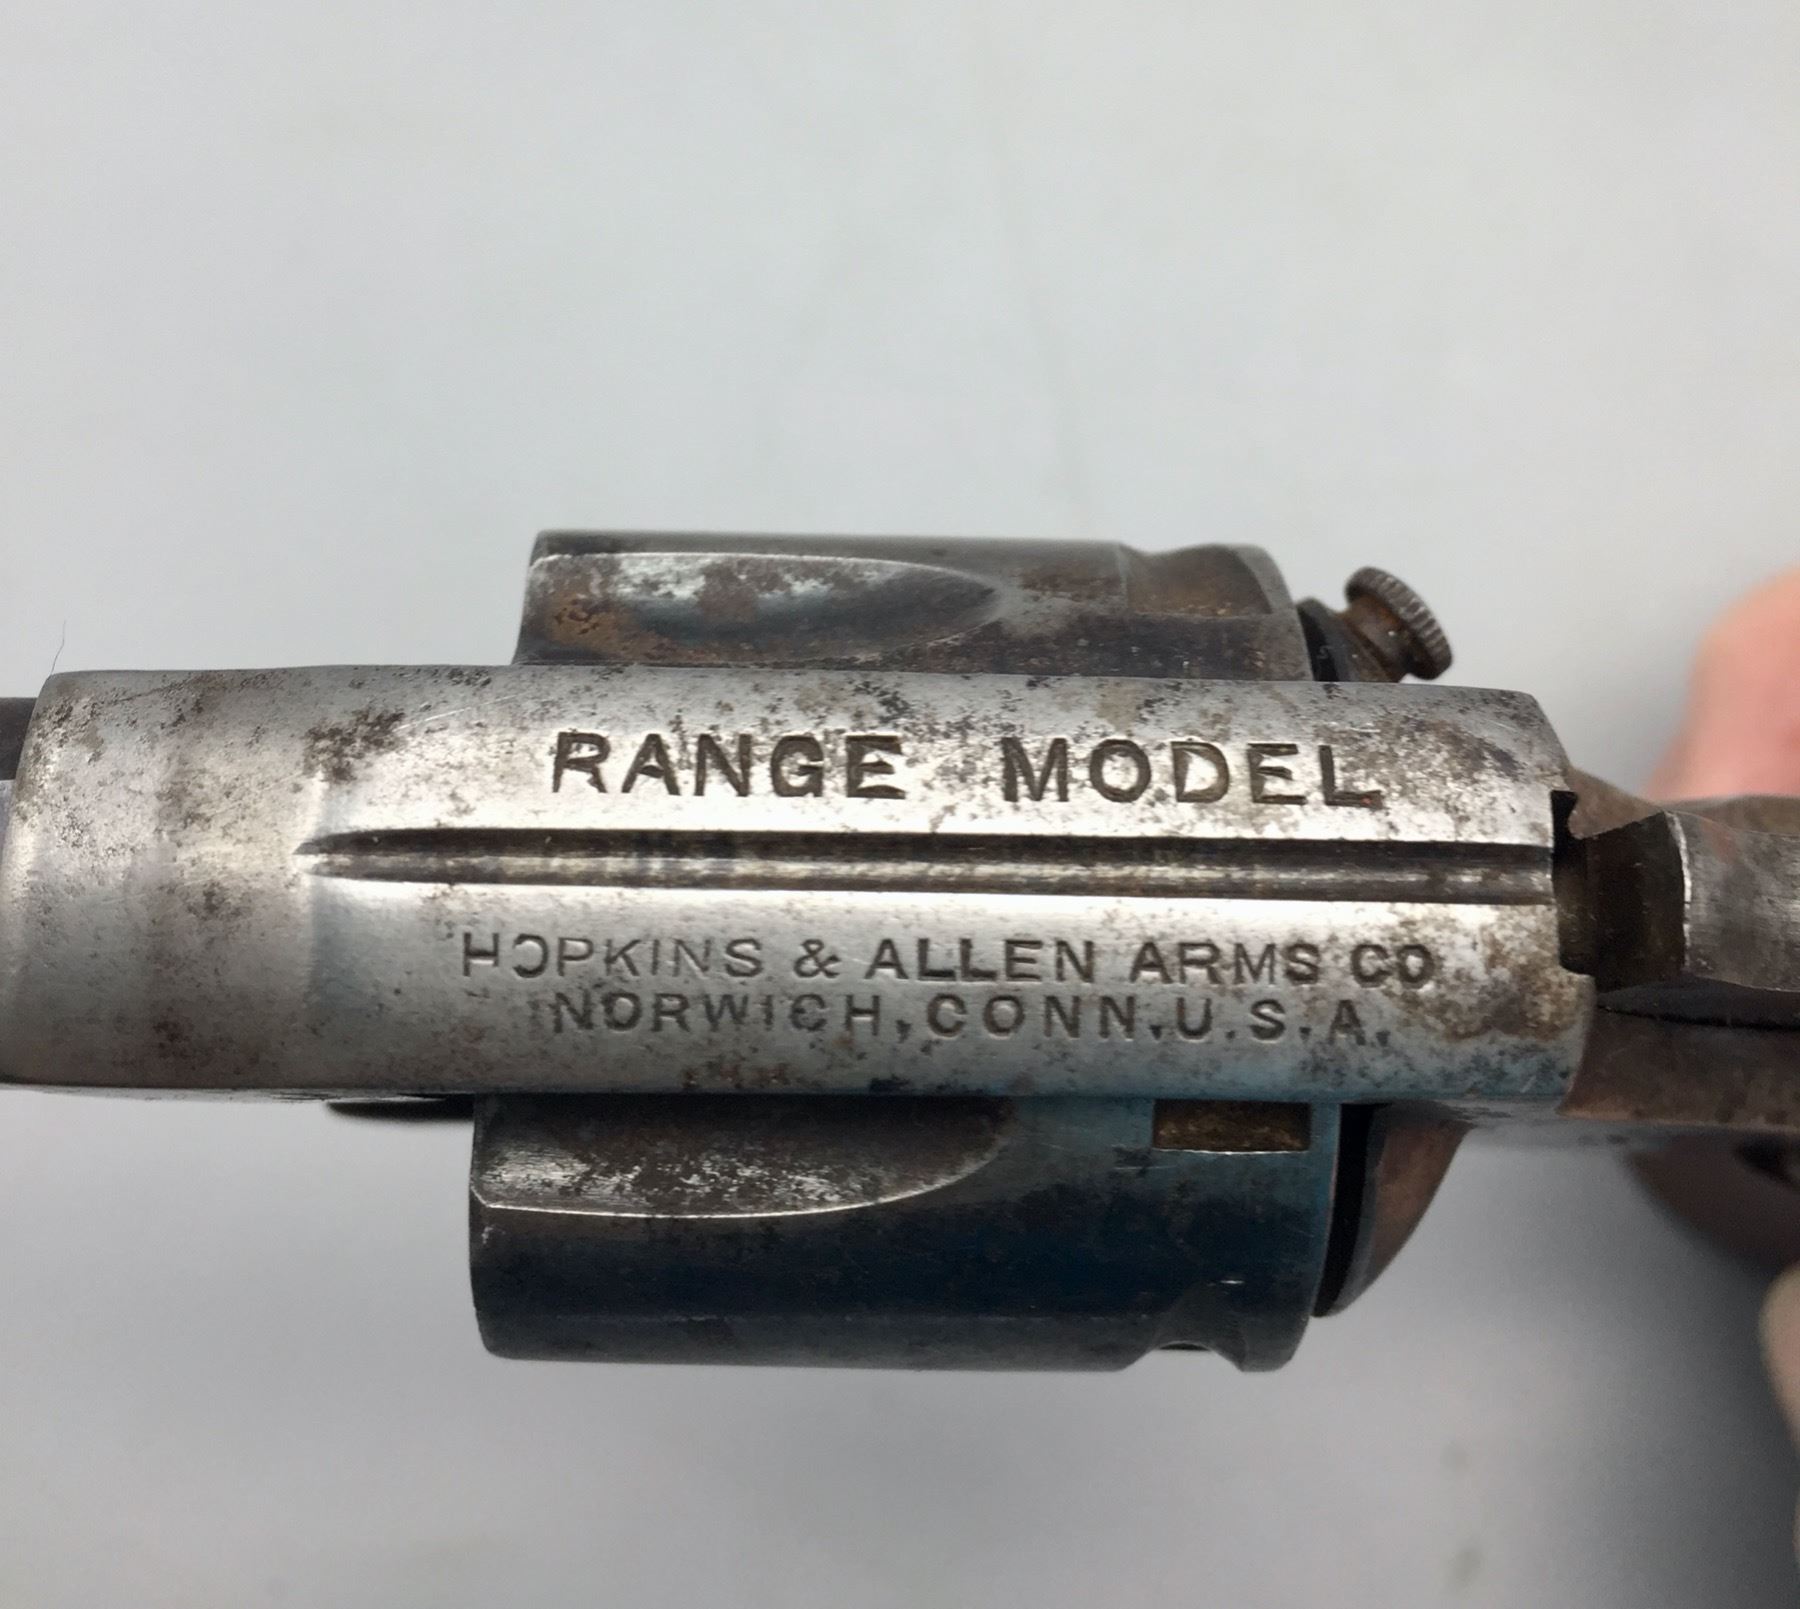 RANGE MODEL
HOPKINS & ALLEN ARMS CO
NORWICH, CONN. U.S.A.